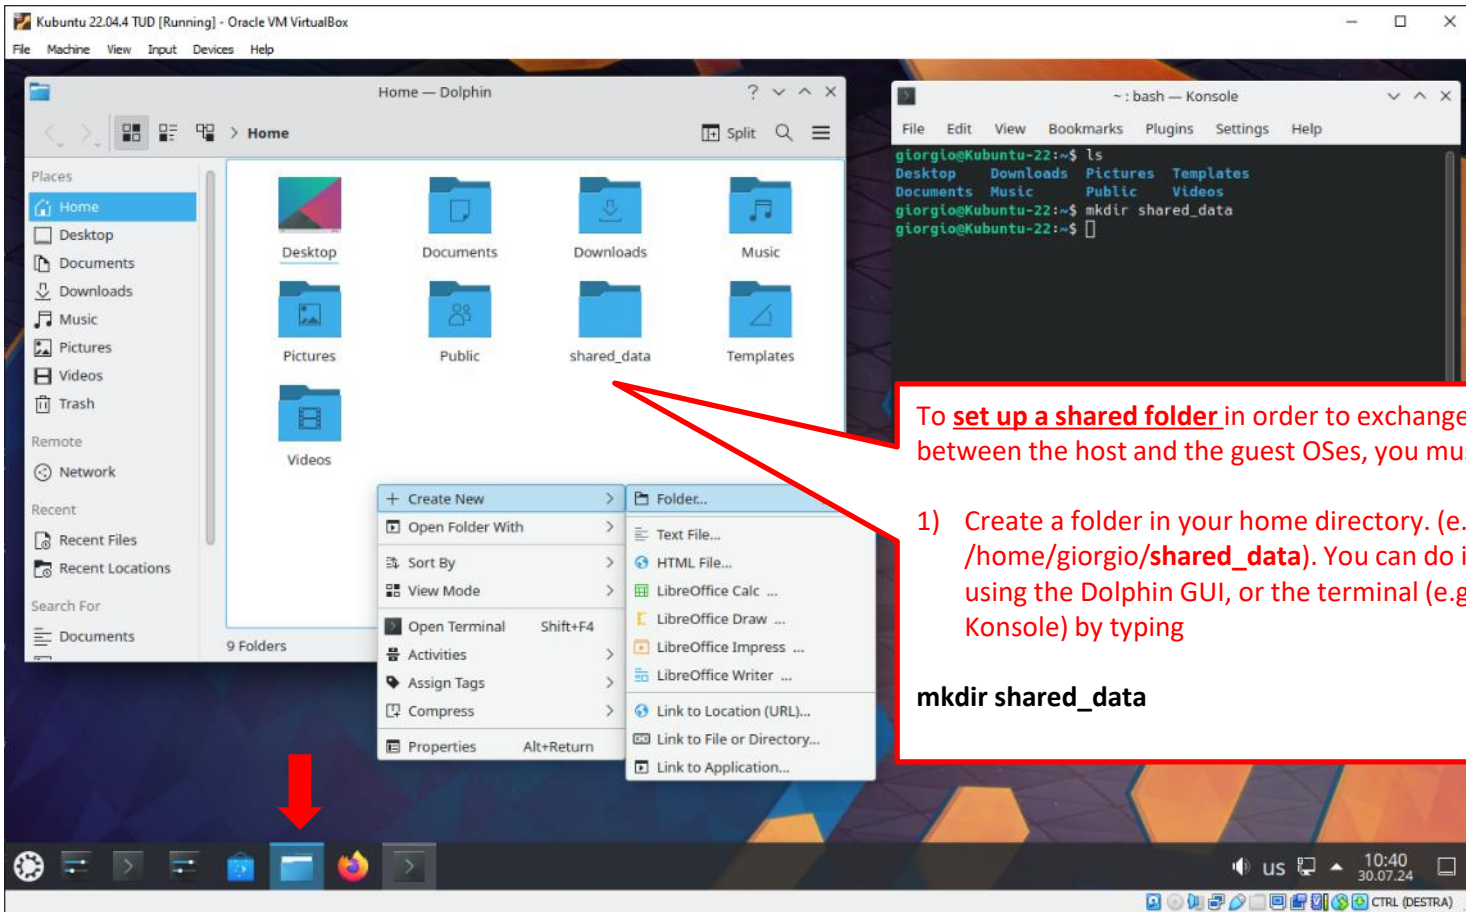 Kubuntu 22.04.4 TUD [Running] - Oracle VM VirtualBox
File Machine View Input Devices Help
Home — Dolphin
Home
Split
Places
Home
Desktop
Documents
Downloads
Music
Pictures
Videos
Trash
Remote
Network
Recent
Recent Files
Recent Locations
Search For
Documents
Desktop Documents Downloads Music
Pictures Public shared_data Templates
Videos
9 Folders
Create New
Open Folder With
Sort By
View Mode
Open Terminal Shift+F4
Activities
Assign Tags
Compress
Properties Alt+Return
Folder...
Text File...
HTML File...
LibreOffice Calc ...
LibreOffice Draw ...
LibreOffice Impress ...
LibreOffice Writer ...
Link to Location (URL)...
Link to File or Directory...
Link to Application...
~ : bash — Konsole
File Edit View Bookmarks Plugins Settings Help
giorgio@Kubuntu-22:~$ ls
Desktop Downloads Pictures Templates
Documents Music Public Videos
giorgio@Kubuntu-22:~$ mkdir shared_data
giorgio@Kubuntu-22:~$
To set up a shared folder in order to exchange
between the host and the guest OSes, you
1) Create a folder in your home directory.
/home/giorgio/shared_data). You can do
using the Dolphin GUI, or the terminal (e.g
Konsole) by typing
mkdir shared_data
us
10:40
30.07.24
CTRL (DESTRA)